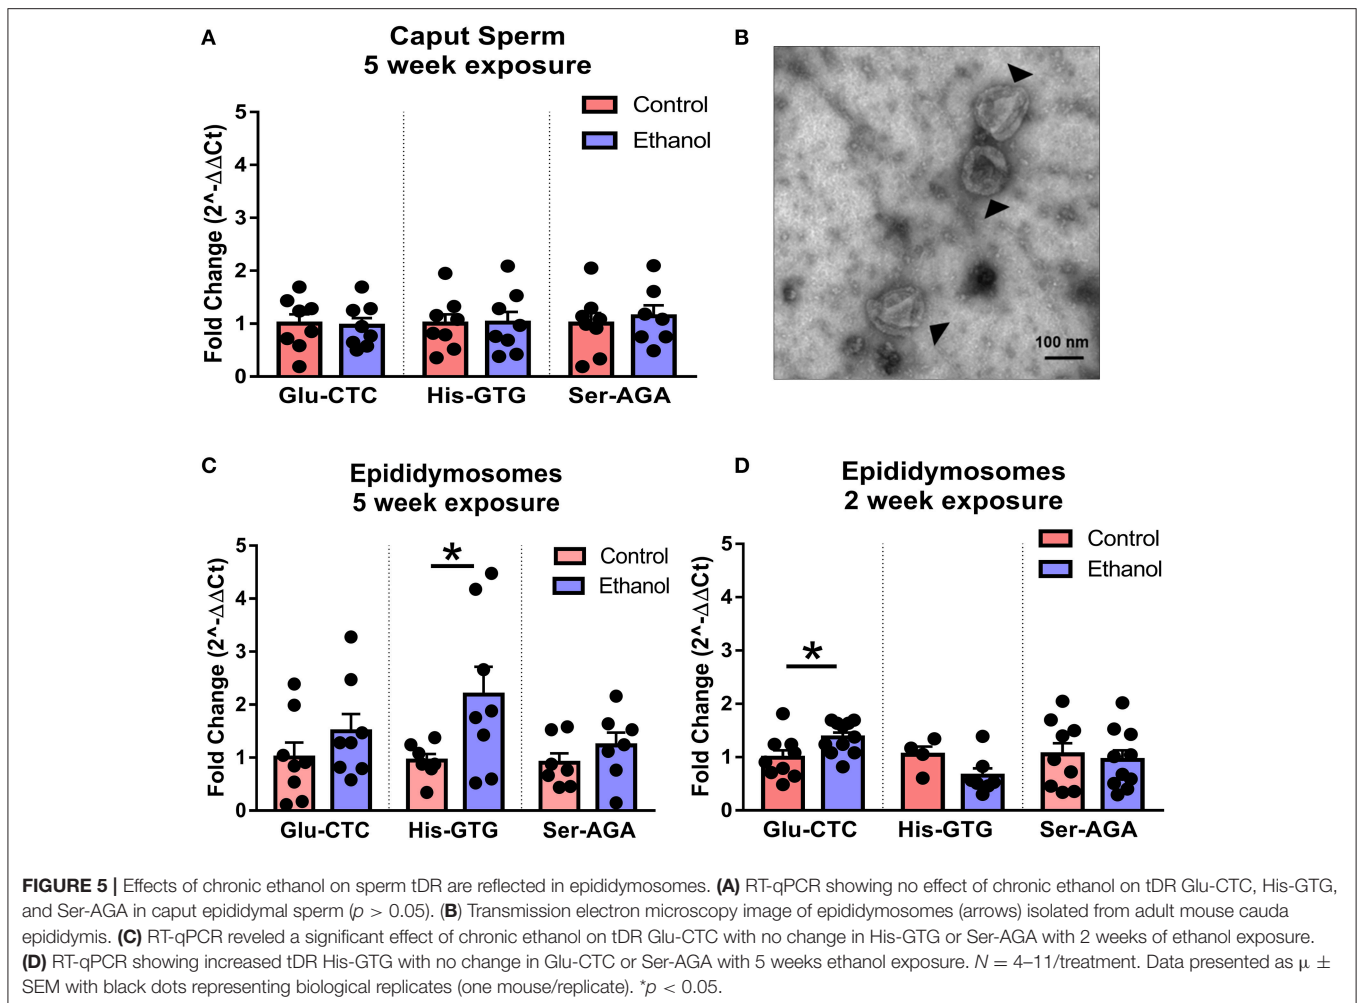 A
Caput Sperm
5 week exposure
Control
Ethanol
Fold Change (2^-ΔΔCt)
5
4
3
2
1
0
Glu-CTC His-GTG Ser-AGA
B
100 nm
C
Epididymosomes
5 week exposure
Control
Ethanol
Fold Change (2^-ΔΔCt)
5
4
3
2
1
0
*
Glu-CTC His-GTG Ser-AGA
D
Epididymosomes
2 week exposure
Control
Ethanol
Fold Change (2^-ΔΔCt)
5
4
3
2
1
0
*
Glu-CTC His-GTG Ser-AGA
FIGURE 5 | Effects of chronic ethanol on sperm tDR are reflected in epididymosomes. (A) RT-qPCR showing no effect of chronic ethanol on tDR Glu-CTC, His-GTG,
and Ser-AGA in caput epididymal sperm (p > 0.05). (B) Transmission electron microscopy image of epididymosomes (arrows) isolated from adult mouse cauda
epididymis. (C) RT-qPCR reveled a significant effect of chronic ethanol on tDR Glu-CTC with no change in His-GTG or Ser-AGA with 2 weeks of ethanol exposure.
(D) RT-qPCR showing increased tDR His-GTG with no change in Glu-CTC or Ser-AGA with 5 weeks ethanol exposure. N = 4–11/treatment. Data presented as μ ±
SEM with black dots representing biological replicates (one mouse/replicate). *p < 0.05.